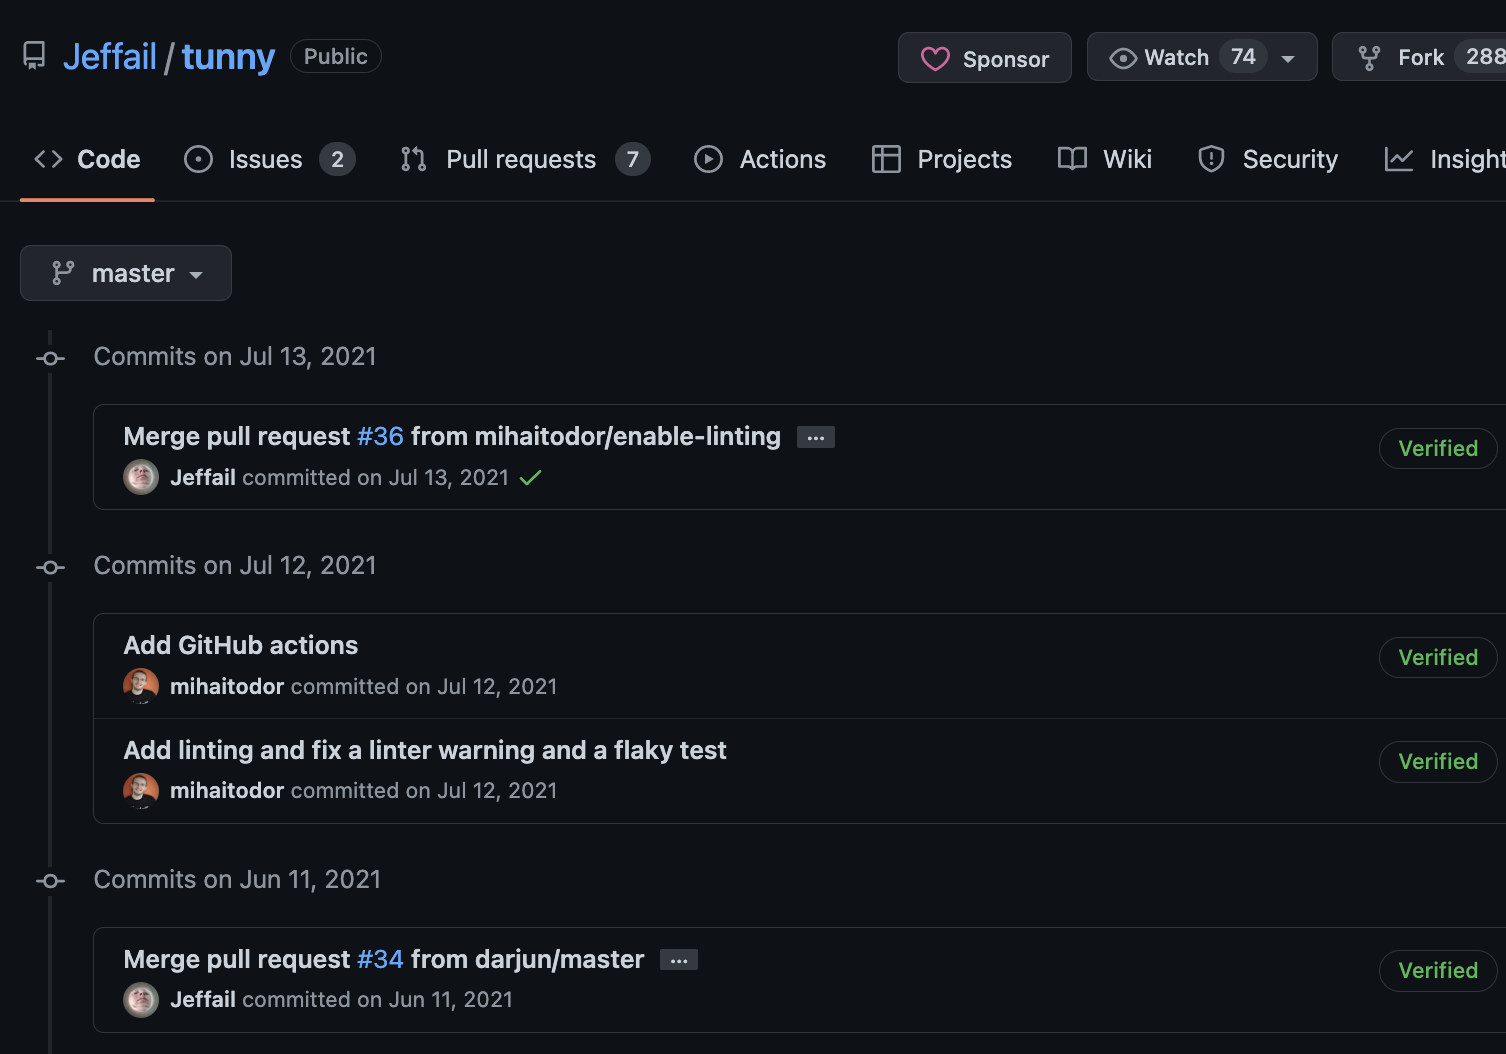 Jeffail / tunny Public Sponsor Watch 74 Fork 288
Code Issues 2 Pull requests 7 Actions Projects Wiki Security Insight
master
Commits on Jul 13, 2021
Merge pull request #36 from mihaitodor/enable-linting ...
Verified
Jeffail committed on Jul 13, 2021
Commits on Jul 12, 2021
Add GitHub actions
Verified
mihaitodor committed on Jul 12, 2021
Add linting and fix a linter warning and a flaky test
Verified
mihaitodor committed on Jul 12, 2021
Commits on Jun 11, 2021
Merge pull request #34 from darjun/master ...
Verified
Jeffail committed on Jun 11, 2021